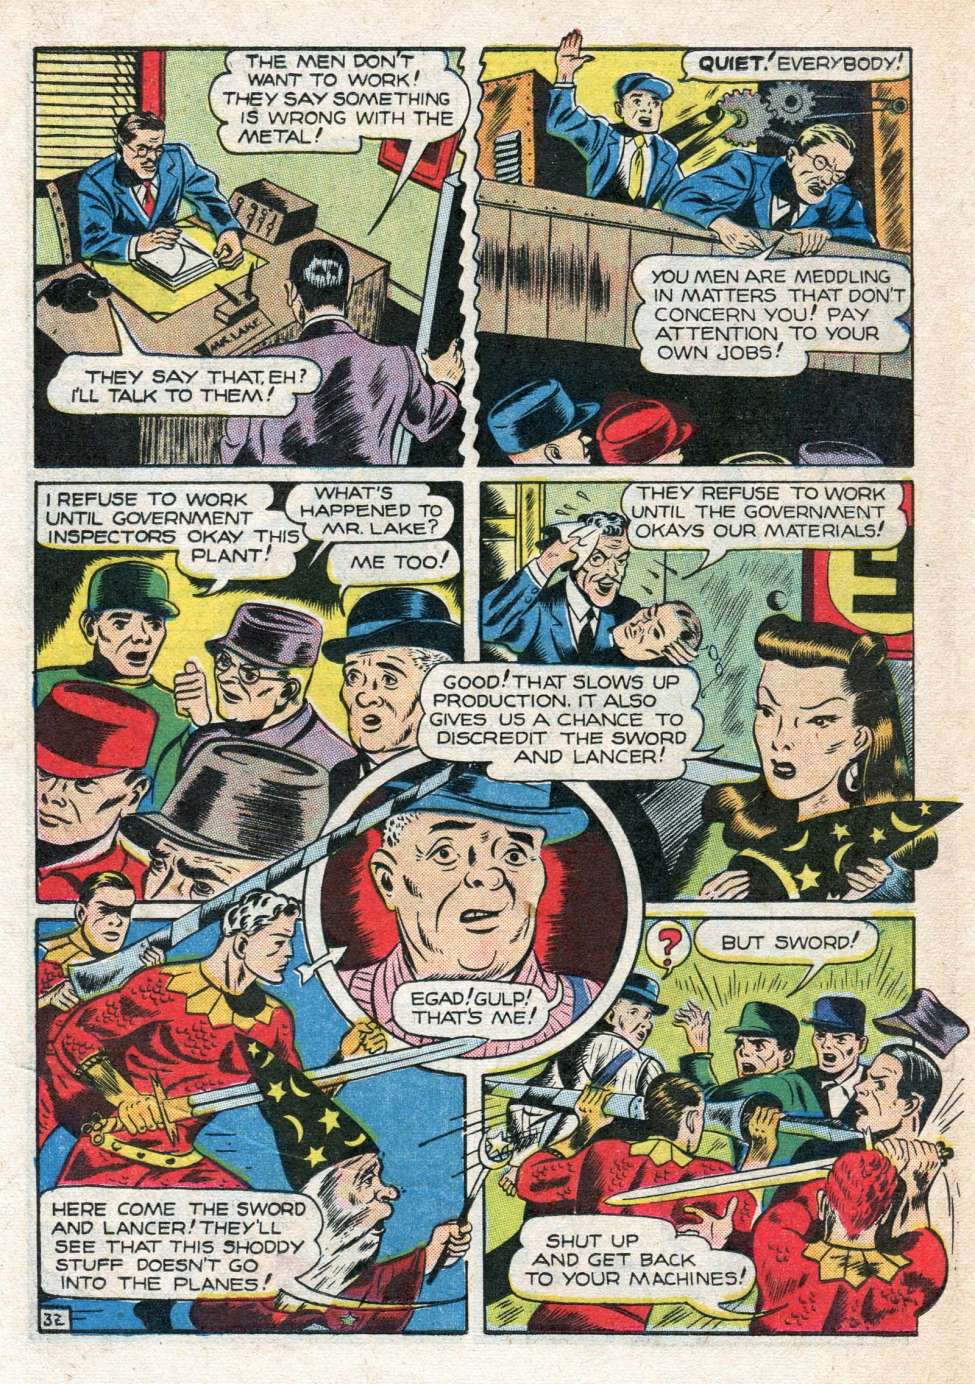 THE MEN DON'T
WANT TO WORK!
THEY SAY SOMETHING
IS WRONG WITH THE
METAL!
MR. LAKE
THEY SAY THAT, EH?
I'LL TALK TO THEM!
QUIET! EVERYBODY!
YOU MEN ARE MEDDLING
IN MATTERS THAT DON'T
CONCERN YOU! PAY
ATTENTION TO YOUR
OWN JOBS!
I REFUSE TO WORK
UNTIL GOVERNMENT
INSPECTORS OKAY THIS
PLANT!
WHAT'S
HAPPENED TO
MR. LAKE?
ME TOO!
THEY REFUSE TO WORK
UNTIL THE GOVERNMENT
OKAYS OUR MATERIALS!
GOOD! THAT SLOWS UP
PRODUCTION. IT ALSO
GIVES US A CHANCE TO
DISCREDIT THE SWORD
AND LANCER!
EGAD! GULP!
THAT'S ME!
HERE COME THE SWORD
AND LANCER! THEY'LL
SEE THAT THIS SHODDY
STUFF DOESN'T GO
INTO THE PLANES!
32
?
BUT SWORD!
SHUT UP
AND GET BACK
TO YOUR MACHINES!